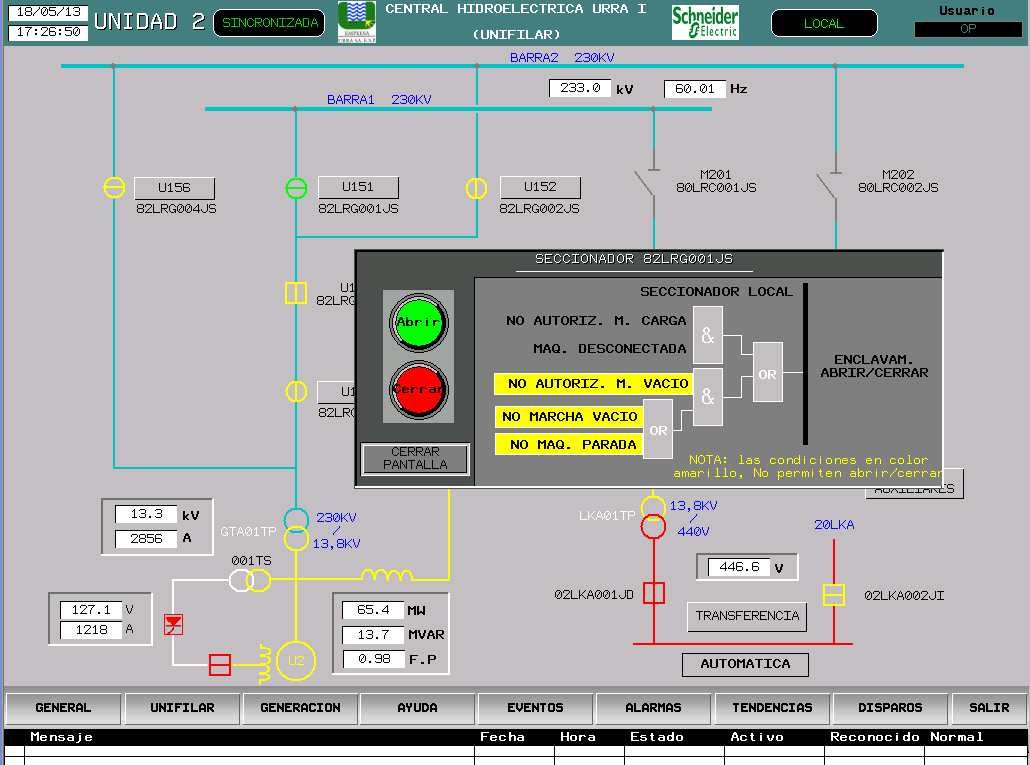 18/05/13
17:26:50
UNIDAD 2
SINCRONIZADA
EMPRESA
URRA S.A. E.S.P.
CENTRAL HIDROELECTRICA URRA I
(UNIFILAR)
Schneider
Electric
LOCAL
Usuario
OP
BARRA2 230KV
233.0 kV
60.01 Hz
BARRA1 230KV
U156
82LRG004JS
U151
82LRG001JS
U152
82LRG002JS
M201
80LRC001JS
M202
80LRC002JS
SECCIONADOR 82LRG001JS
Abrir
Cerrar
CERRAR
PANTALLA
SECCIONADOR LOCAL
NO AUTORIZ. M. CARGA
MAQ. DESCONECTADA
&
NO AUTORIZ. M. VACIO
&
OR
NO MARCHA VACIO
OR
NO MAQ. PARADA
ENCLAVAM.
ABRIR/CERRAR
NOTA: las condiciones en color
amarillo, No permiten abrir/cerrar
U1
82LRG
U1
82LRG
AUXILIARES
13.3 kV
2856 A
GTA01TP
230KV
/
13,8KV
001TS
127.1 V
1218 A
U2
65.4 MW
13.7 MVAR
0.98 F.P
LKA01TP
13,8KV
/
440V
446.6 V
20LKA
02LKA001JD
02LKA002JI
TRANSFERENCIA
AUTOMATICA
GENERAL UNIFILAR GENERACION AYUDA EVENTOS ALARMAS TENDENCIAS DISPAROS SALIR
Mensaje Fecha Hora Estado Activo Reconocido Normal